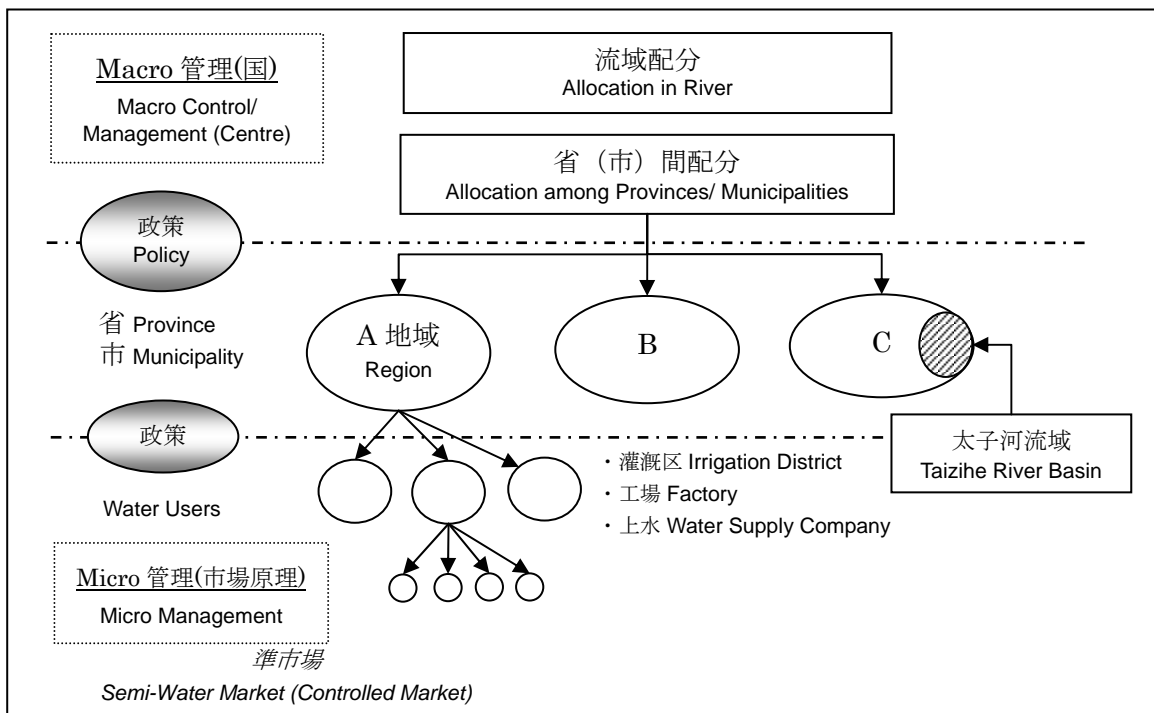 Macro 管理(国)
Macro Control/
Management (Centre)
流域配分
Allocation in River
省（市）間配分
Allocation among Provinces/ Municipalities
政策
Policy
省 Province
市 Municipality
A 地域
Region
B
C
政策
太子河流域
Taizihe River Basin
・灌漑区 Irrigation District
・工場 Factory
・上水 Water Supply Company
Water Users
Micro 管理(市場原理)
Micro Management
準市場
Semi-Water Market (Controlled Market)